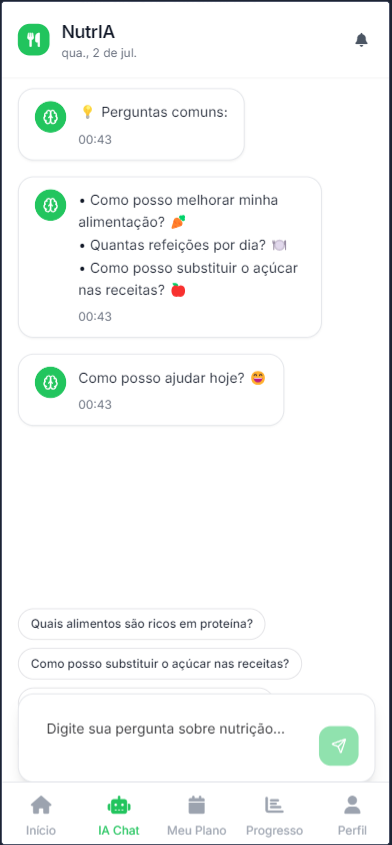 NutrIA
qua., 2 de jul.
💡 Perguntas comuns:
00:43
• Como posso melhorar minha
alimentação? 🥕
• Quantas refeições por dia? 🍽️
• Como posso substituir o açúcar
nas receitas? 🍎
00:43
Como posso ajudar hoje? 😄
00:43
Quais alimentos são ricos em proteína?
Como posso substituir o açúcar nas receitas?
Digite sua pergunta sobre nutrição...
Início
IA Chat
Meu Plano
Progresso
Perfil